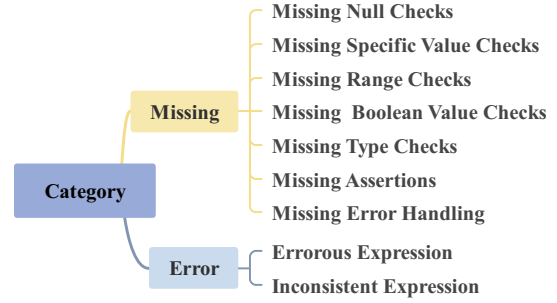 Missing Null Checks
Missing Specific Value Checks
Missing Range Checks
Missing Boolean Value Checks
Missing Type Checks
Missing Assertions
Missing Error Handling
Missing
Category
Error
Errorous Expression
Inconsistent Expression